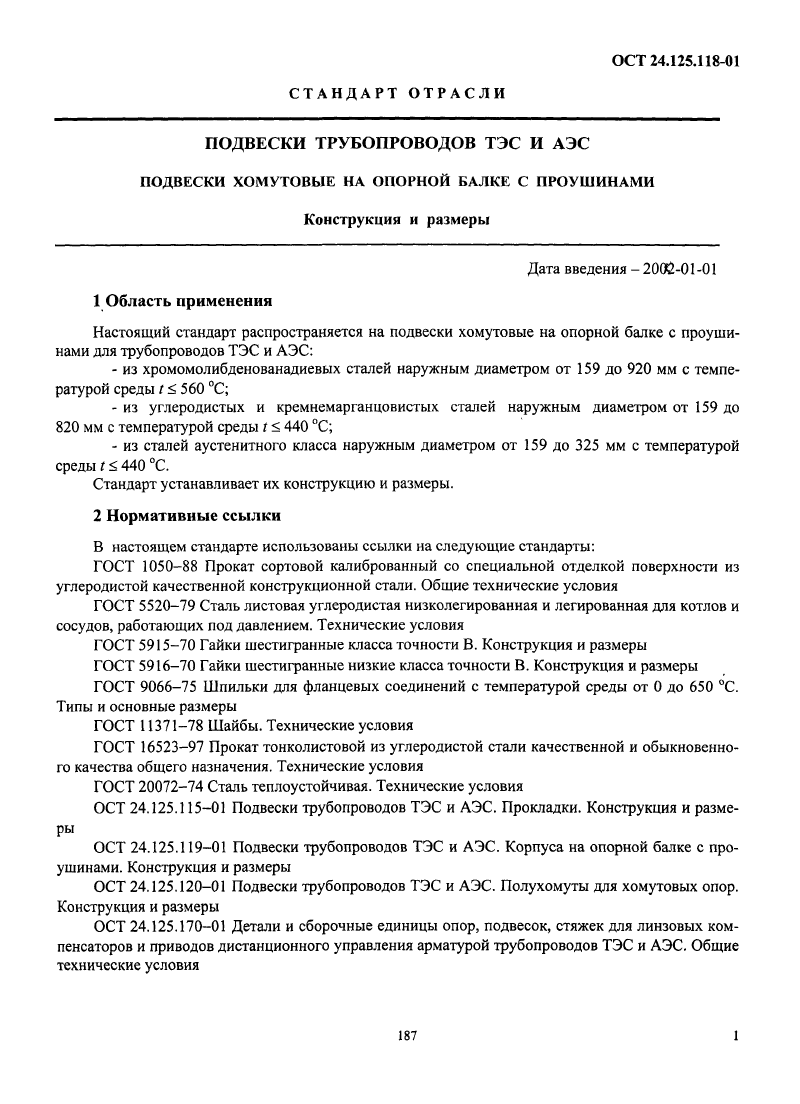 ОСТ 24.125.118-01
СТАНДАРТ ОТРАСЛИ
ПОДВЕСКИ ТРУБОПРОВОДОВ ТЭС И АЭС
ПОДВЕСКИ ХОМУТОВЫЕ НА ОПОРНОЙ БАЛКЕ С ПРОУШИНАМИ
Конструкция и размеры
Дата введения – 2002-01-01
1 Область применения
Настоящий стандарт распространяется на подвески хомутовые на опорной балке с проуши-
нами для трубопроводов ТЭС и АЭС:
- из хромомолибденованадиевых сталей наружным диаметром от 159 до 920 мм с темпе-
ратурой среды t ≤ 560 °С;
- из углеродистых и кремнемарганцовистых сталей наружным диаметром от 159 до
820 мм с температурой среды t ≤ 440 °С;
- из сталей аустенитного класса наружным диаметром от 159 до 325 мм с температурой
среды t ≤ 440 °С.
Стандарт устанавливает их конструкцию и размеры.
2 Нормативные ссылки
В настоящем стандарте использованы ссылки на следующие стандарты:
ГОСТ 1050–88 Прокат сортовой калиброванный со специальной отделкой поверхности из
углеродистой качественной конструкционной стали. Общие технические условия
ГОСТ 5520–79 Сталь листовая углеродистая низколегированная и легированная для котлов и
сосудов, работающих под давлением. Технические условия
ГОСТ 5915–70 Гайки шестигранные класса точности В. Конструкция и размеры
ГОСТ 5916–70 Гайки шестигранные низкие класса точности В. Конструкция и размеры
ГОСТ 9066–75 Шпильки для фланцевых соединений с температурой среды от 0 до 650 °С.
Типы и основные размеры
ГОСТ 11371–78 Шайбы. Технические условия
ГОСТ 16523–97 Прокат тонколистовой из углеродистой стали качественной и обыкновенно-
го качества общего назначения. Технические условия
ГОСТ 20072–74 Сталь теплоустойчивая. Технические условия
ОСТ 24.125.115–01 Подвески трубопроводов ТЭС и АЭС. Прокладки. Конструкция и разме-
ры
ОСТ 24.125.119–01 Подвески трубопроводов ТЭС и АЭС. Корпуса на опорной балке с про-
ушинами. Конструкция и размеры
ОСТ 24.125.120–01 Подвески трубопроводов ТЭС и АЭС. Полухомуты для хомутовых опор.
Конструкция и размеры
ОСТ 24.125.170–01 Детали и сборочные единицы опор, подвесок, стяжек для линзовых ком-
пенсаторов и приводов дистанционного управления арматурой трубопроводов ТЭС и АЭС. Общие
технические условия
187
1